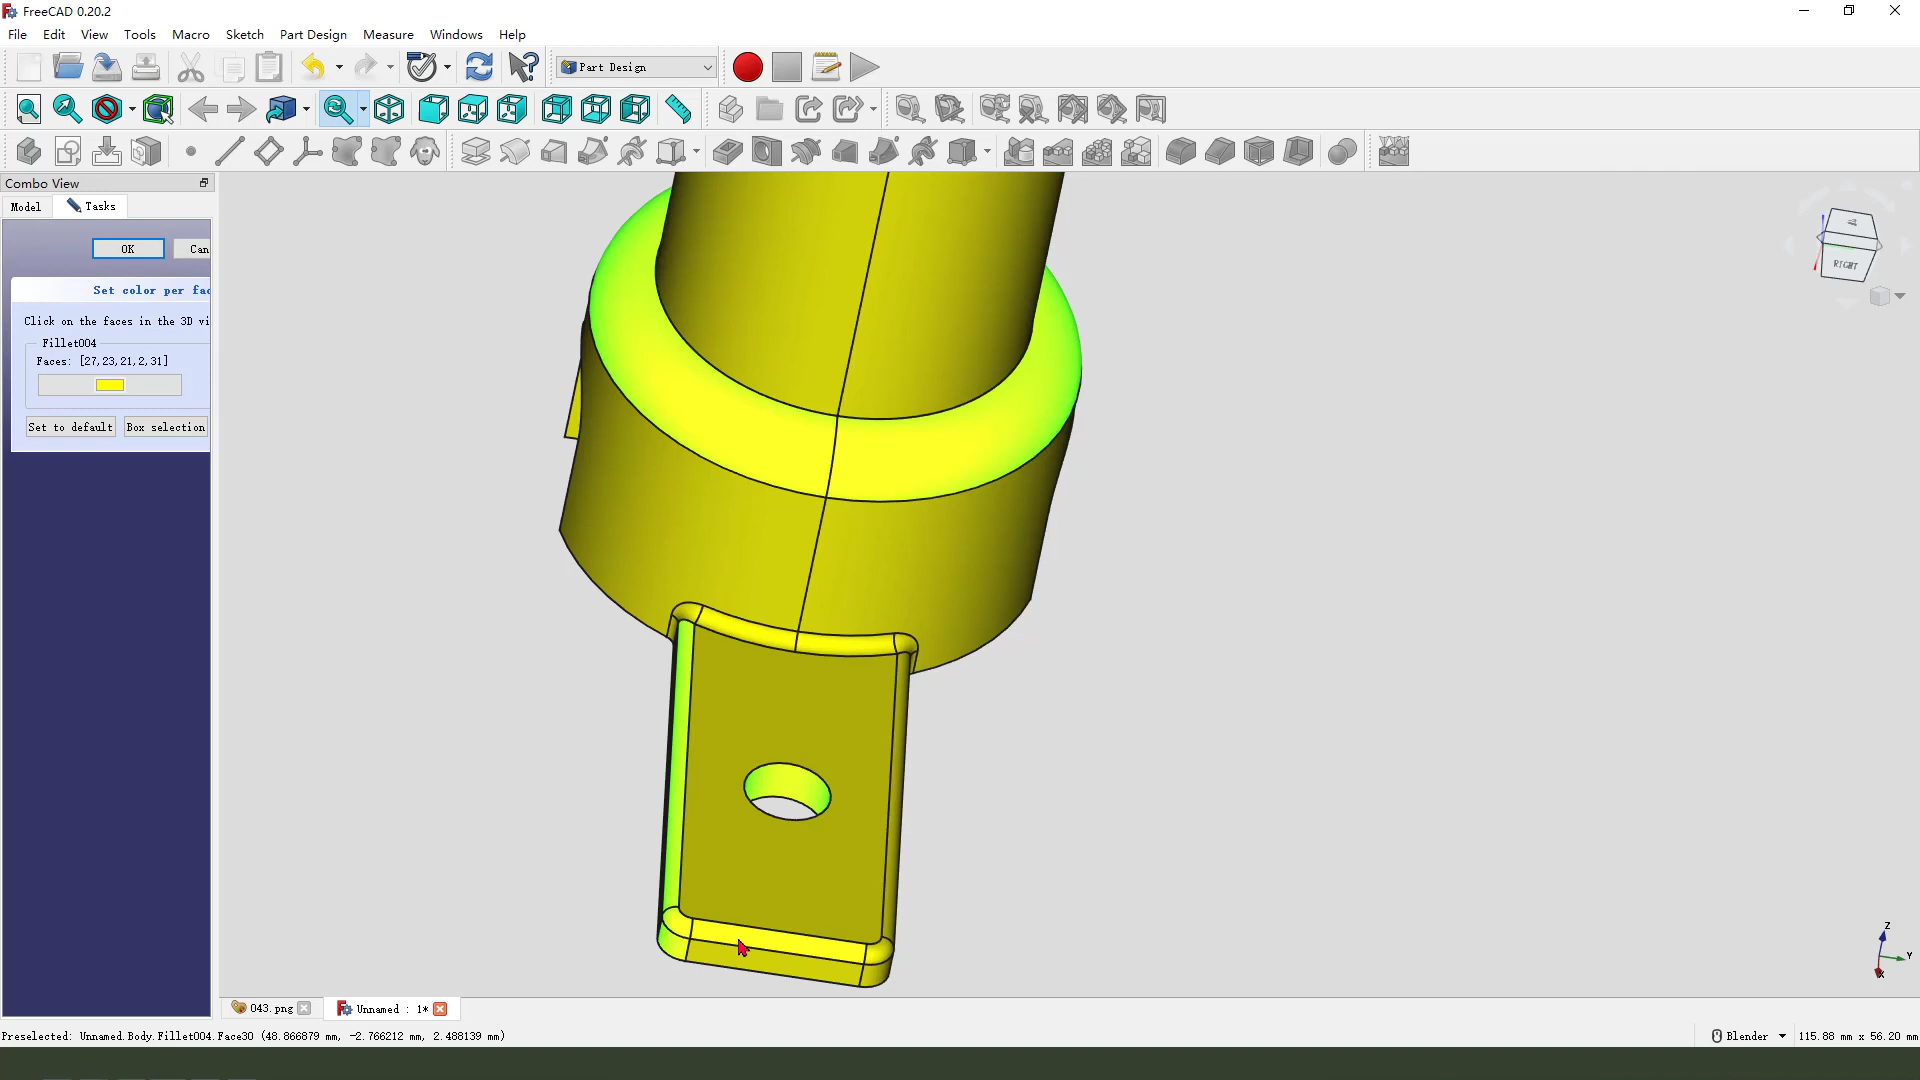 FreeCAD 0.20.2
File Edit View Tools Macro Sketch Part Design Measure Windows Help
Part Design
Combo View
Model Tasks
OK Can
Set color per fac
Click on the faces in the 3D vi
Fillet004
Faces: [27,23,21,2,31]
Set to default Box selection
RIGHT
Z
Y
X
043.png Unnamed : 1*
Preselected: Unnamed.Body.Fillet004.Face30 (48.866879 mm, -2.766212 mm, 2.488139 mm)
Blender 115.88 mm x 56.20 mm